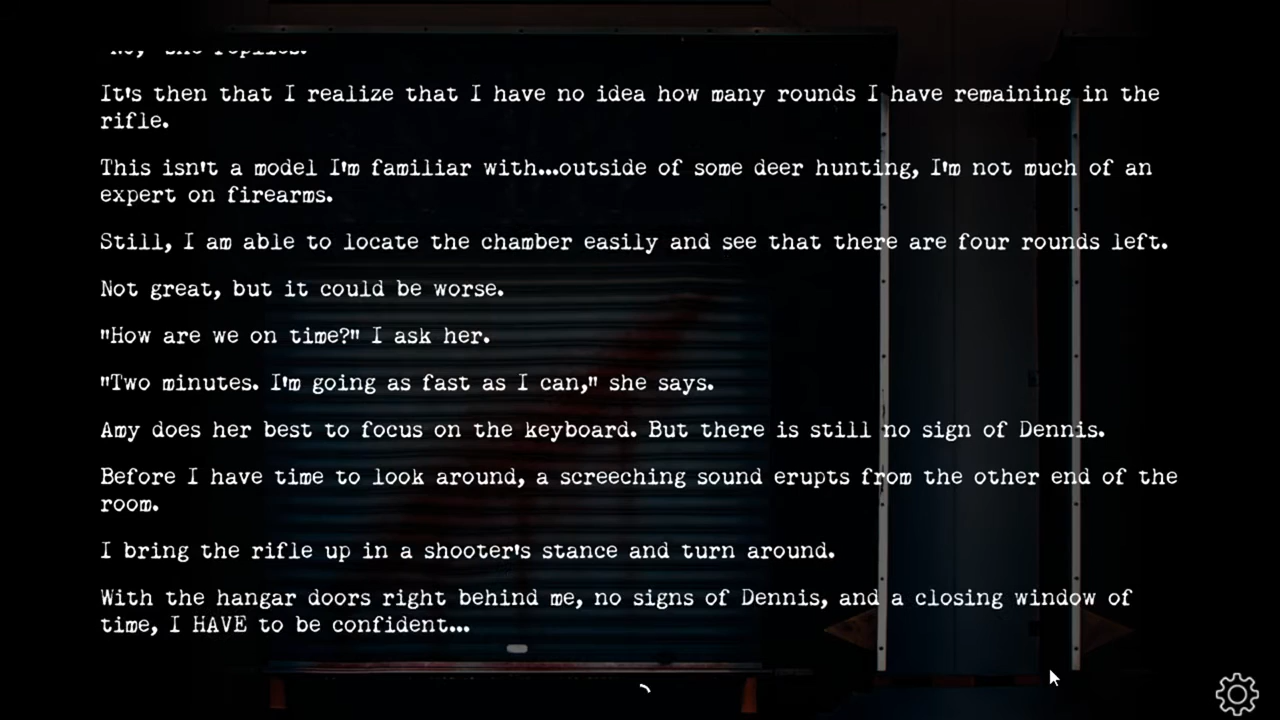 It's then that I realize that I have no idea how many rounds I have remaining in the
rifle.
This isn't a model I'm familiar with...outside of some deer hunting, I'm not much of an
expert on firearms.
Still, I am able to locate the chamber easily and see that there are four rounds left.
Not great, but it could be worse.
"How are we on time?" I ask her.
"Two minutes. I'm going as fast as I can," she says.
Amy does her best to focus on the keyboard. But there is still no sign of Dennis.
Before I have time to look around, a screeching sound erupts from the other end of the
room.
I bring the rifle up in a shooter's stance and turn around.
With the hangar doors right behind me, no signs of Dennis, and a closing window of
time, I HAVE to be confident...